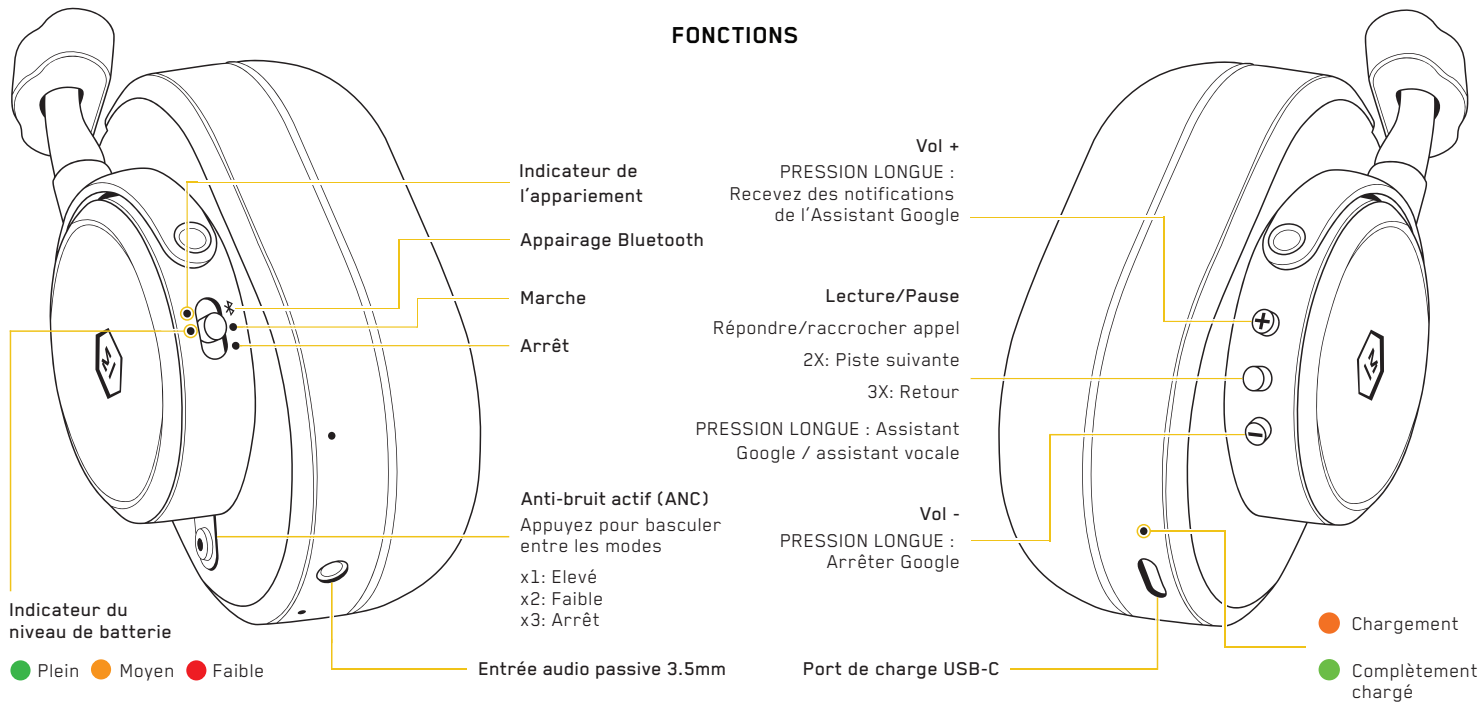 FONCTIONS
Indicateur de
l'appariement
Appairage Bluetooth
Marche
Arrêt
Anti-bruit actif (ANC)
Appuyez pour basculer
entre les modes
x1: Elevé
x2: Faible
x3: Arrêt
Indicateur du
niveau de batterie
Plein Moyen Faible
Entrée audio passive 3.5mm
Vol +
PRESSION LONGUE :
Recevez des notifications
de l'Assistant Google
Lecture/Pause
Répondre/raccrocher appel
2X: Piste suivante
3X: Retour
PRESSION LONGUE : Assistant
Google / assistant vocale
Vol -
PRESSION LONGUE :
Arrêter Google
Port de charge USB-C
Chargement
Complètement
chargé